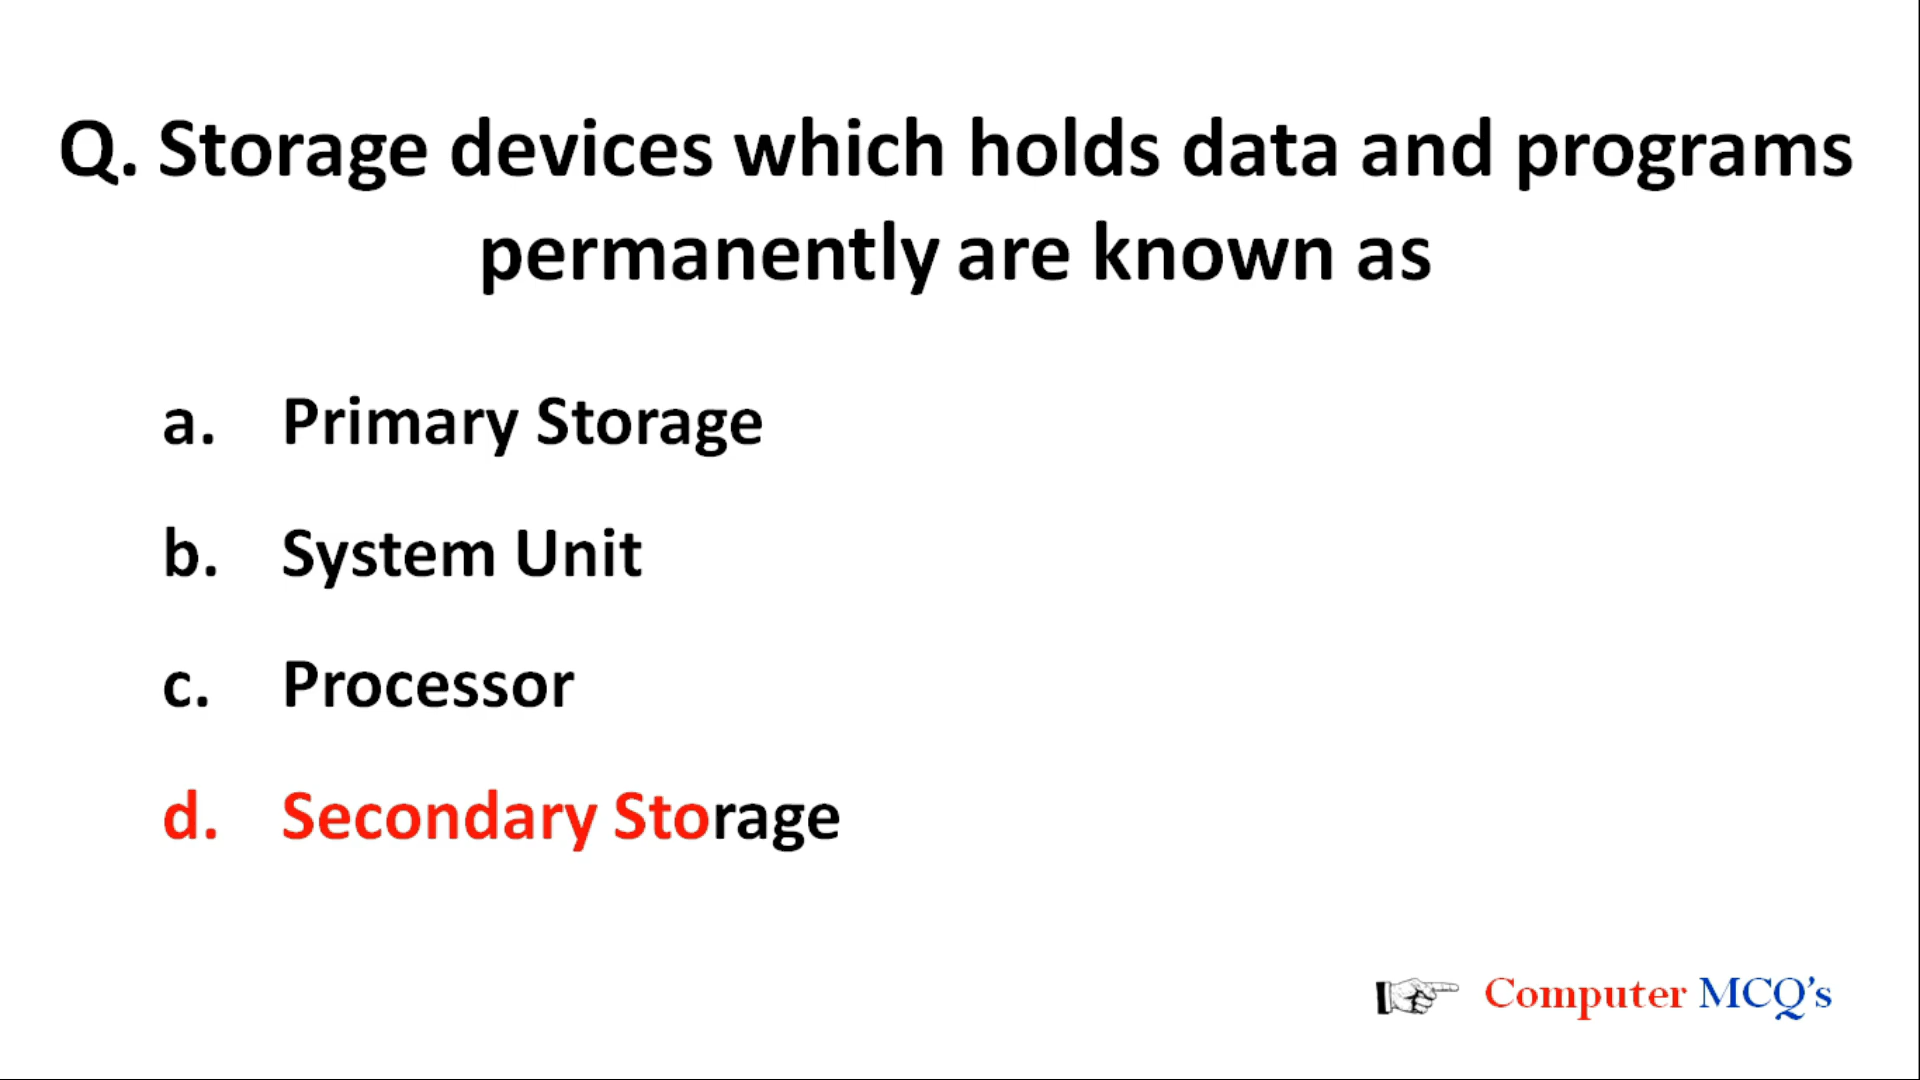 Q. Storage devices which holds data and programs
permanently are known as
a. Primary Storage
b. System Unit
c. Processor
d. Secondary Storage
Computer MCQ's